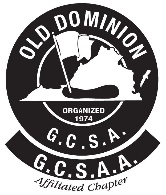 OLD DOMINION
ORGANIZED
1974
G.C.S.A.
G.C.S.A.A.
Affiliated Chapter